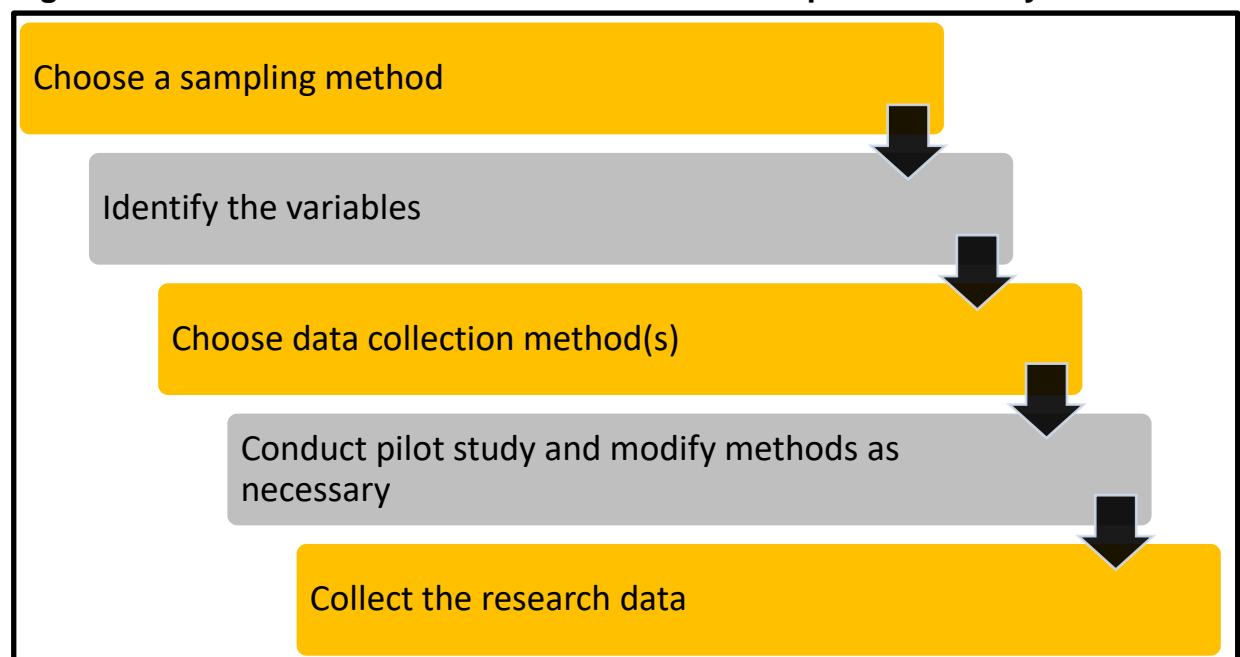 Choose a sampling method
Identify the variables
Choose data collection method(s)
Conduct pilot study and modify methods as
necessary
Collect the research data